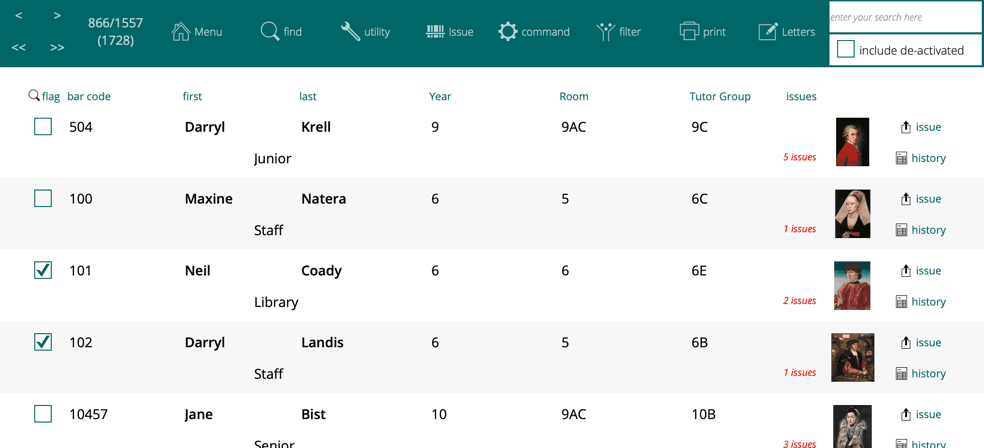 < > 866/1557 Menu find utility Issue command filter print Letters enter your search here
<< >> (1728) include de-activated
flag bar code first last Year Room Tutor Group issues
504 Darryl Krell 9 9AC 9C issue
Junior 5 issues history
100 Maxine Natera 6 5 6C issue
Staff 1 issues history
101 Neil Coady 6 6 6E issue
Library 2 issues history
102 Darryl Landis 6 5 6B issue
Staff 1 issues history
10457 Jane Bist 10 9AC 10B issue
Senior 3 issues history